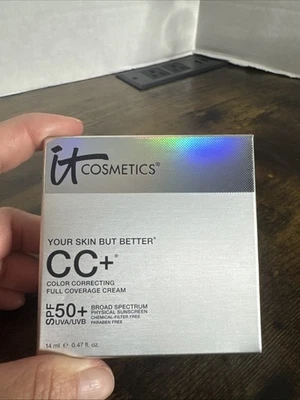 it COSMETICS®
YOUR SKIN BUT BETTER®
CC+®
COLOR CORRECTING
FULL COVERAGE CREAM
SPF 50+
UVA/UVB
BROAD SPECTRUM
PHYSICAL SUNSCREEN
CHEMICAL-FILTER FREE
PARABEN FREE
14 ml ℮ 0.47 fl. oz.